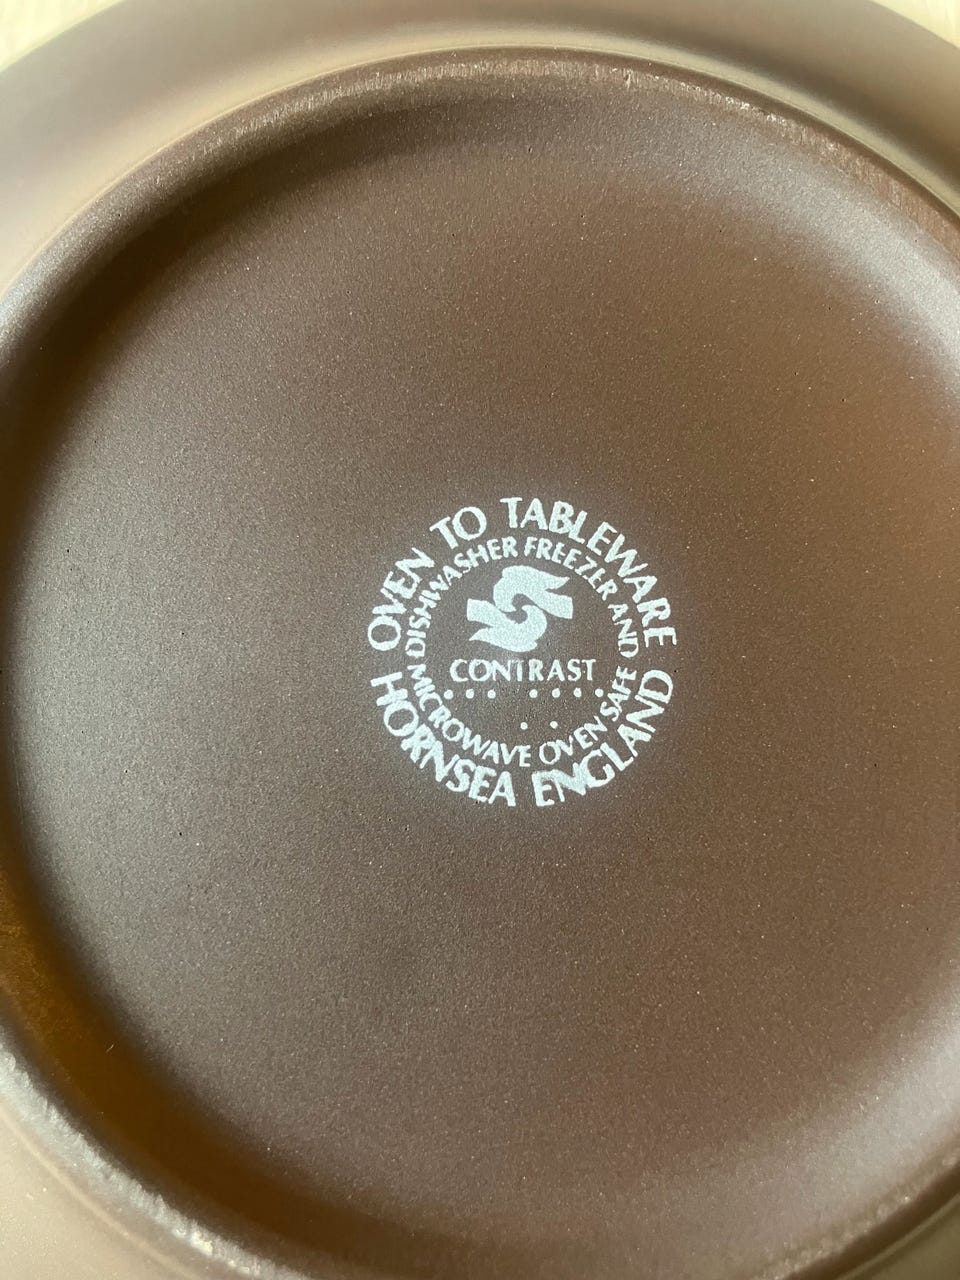 OVEN TO TABLEWARE
DISHWASHER FREEZER AND
CONTRAST
MICROWAVE OVEN SAFE
HORNSEA ENGLAND